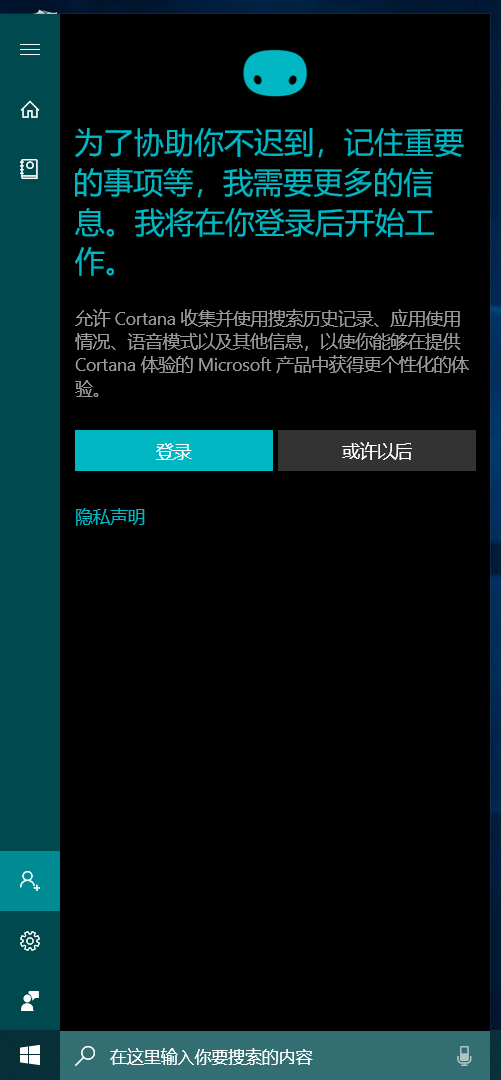 为了协助你不迟到，记住重要
的事项等，我需要更多的信
息。我将在你登录后开始工
作。
允许 Cortana 收集并使用搜索历史记录、应用使用
情况、语音模式以及其他信息，以使你能够在提供
Cortana 体验的 Microsoft 产品中获得更个性化的体
验。
登录
或许以后
隐私声明
在这里输入你要搜索的内容